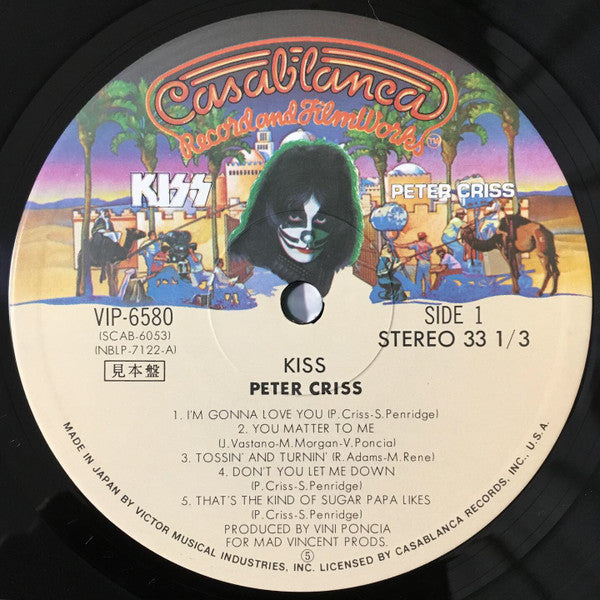 Casablanca
Record and FilmWorks
TM
KISS
PETER CRISS
VIP-6580
SIDE 1
(SCAB-6053)
STEREO 33 1/3
(NBLP-7122-A)
見本盤
KISS
PETER CRISS
1. I'M GONNA LOVE YOU (P. Criss-S. Penridge)
2. YOU MATTER TO ME
(J. Vastano-M. Morgan-V. Poncia)
3. TOSSIN' AND TURNIN' (R. Adams-M. Rene)
4. DON'T YOU LET ME DOWN
(P. Criss-S. Penridge)
5. THAT'S THE KIND OF SUGAR PAPA LIKES
(P. Criss-S. Penridge)
PRODUCED BY VINI PONCIA
FOR MAD VINCENT PRODS.
5
MADE IN JAPAN BY VICTOR MUSICAL INDUSTRIES, INC. LICENSED BY CASABLANCA RECORDS, INC., U.S.A.